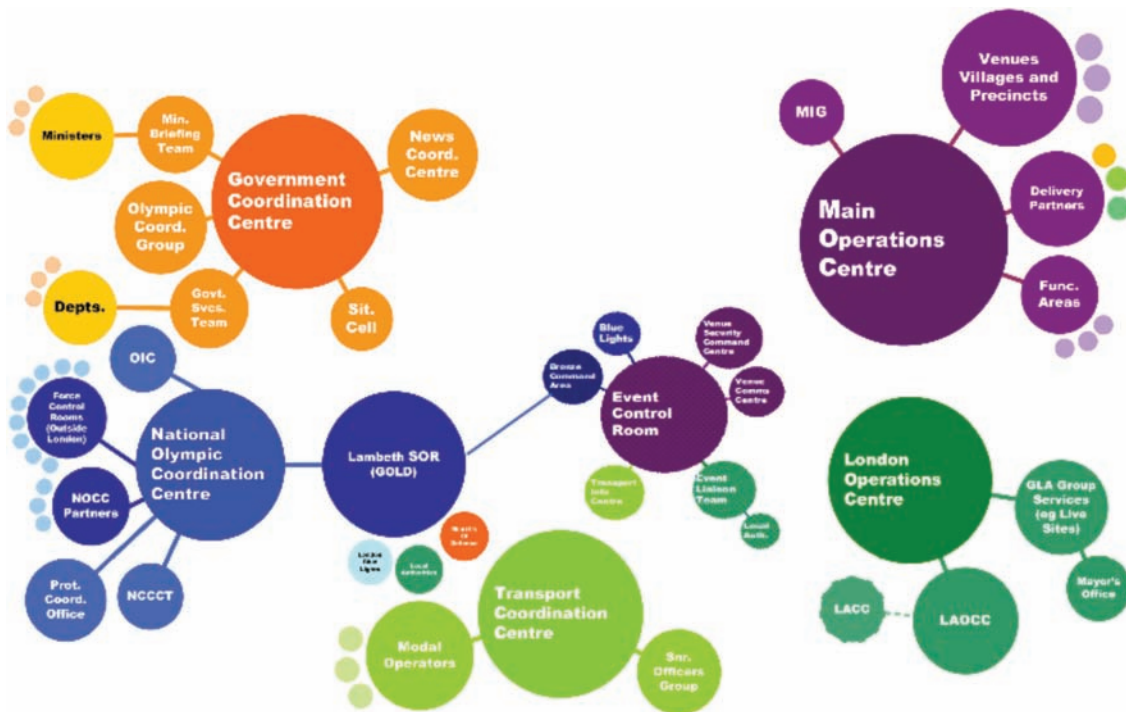 Ministers
Min.
Briefing
Team
Government
Coordination
Centre
News
Coord.
Centre
Olympic
Coord.
Group
Depts.
Govt.
Svcs.
Team
Sit.
Cell
MIG
Venues
Villages and
Precincts
Main
Operations
Centre
Delivery
Partners
Func.
Areas
OIC
Force
Control
Rooms
(Outside
London)
National
Olympic
Coordination
Centre
NOCC
Partners
Prot.
Coord.
Office
NCCCT
Lambeth SOR
(GOLD)
London
Blue
Lights
Local
Authorities
Blue
Lights
Bronze
Command
Area
Event
Control
Room
Venue
Security
Command
Centre
Venue
Comms
Centre
Transport
Info
Centre
Event
Liaison
Team
Local
Auth.
Transport
Coordination
Centre
Modal
Operators
Snr.
Officers
Group
London
Operations
Centre
GLA Group
Services
(eg Live
Sites)
Mayor's
Office
LACC
LAOCC